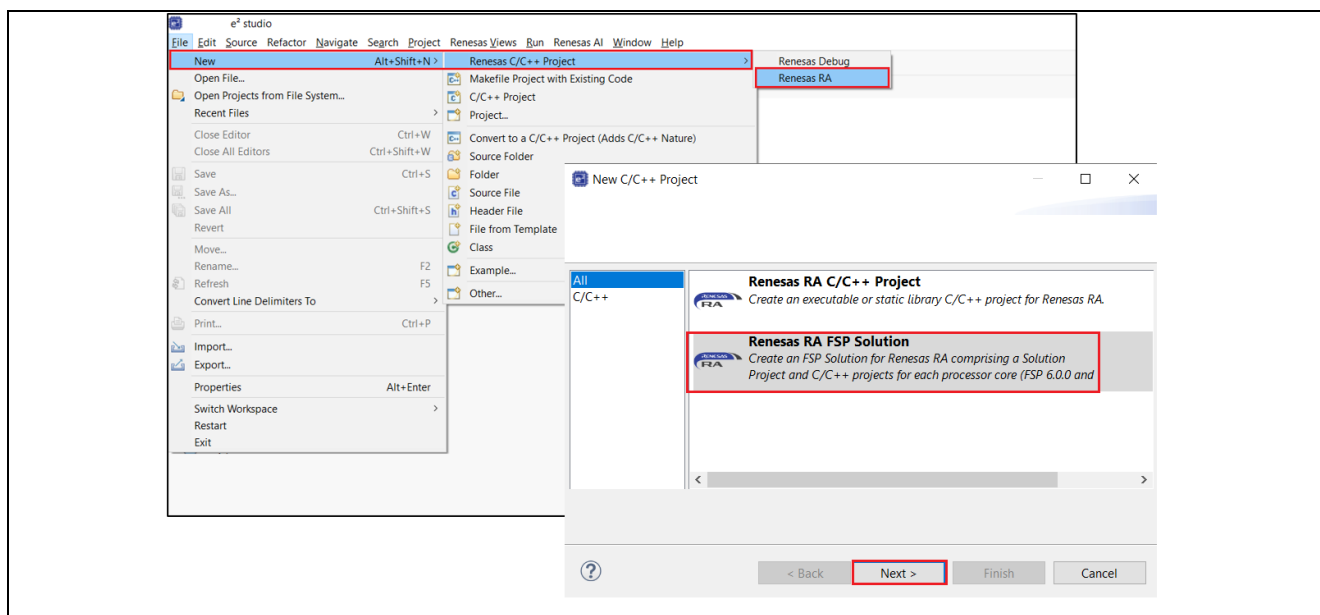 e² studio
File Edit Source Refactor Navigate Search Project Renesas Views Run Renesas AI Window Help
New Alt+Shift+N >
Open File...
Open Projects from File System...
Recent Files >
Close Editor Ctrl+W
Close All Editors Ctrl+Shift+W
Save Ctrl+S
Save As...
Save All Ctrl+Shift+S
Revert
Move...
Rename... F2
Refresh F5
Convert Line Delimiters To >
Print... Ctrl+P
Import...
Export...
Properties Alt+Enter
Switch Workspace >
Restart
Exit
Renesas C/C++ Project >
Makefile Project with Existing Code
C/C++ Project
Project...
Convert to a C/C++ Project (Adds C/C++ Nature)
Source Folder
Folder
Source File
Header File
File from Template
Class
Example...
Other...
Renesas Debug
Renesas RA
New C/C++ Project
All
C/C++
RENESAS
RA
Renesas RA C/C++ Project
Create an executable or static library C/C++ project for Renesas RA.
RENESAS
RA
Renesas RA FSP Solution
Create an FSP Solution for Renesas RA comprising a Solution
Project and C/C++ projects for each processor core (FSP 6.0.0 and
< Back Next > Finish Cancel